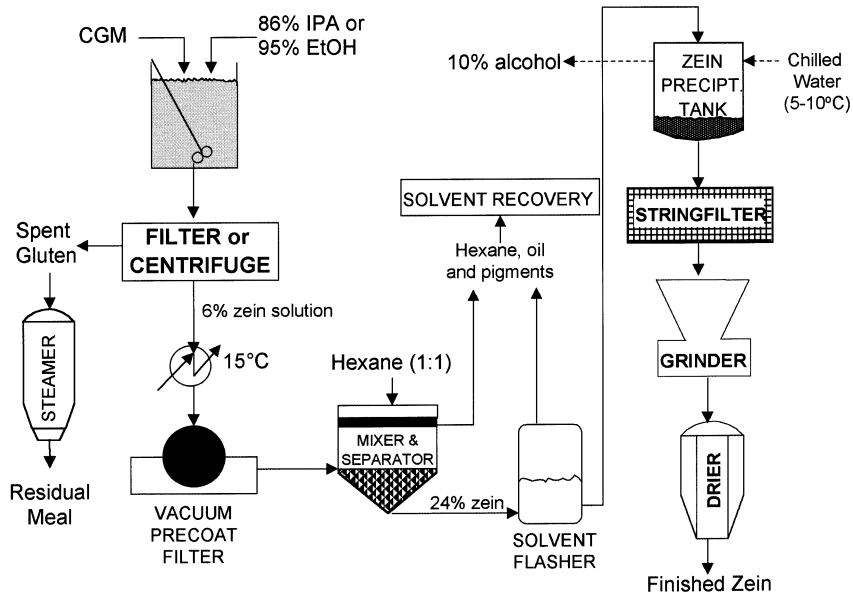 CGM
86% IPA or
95% EtOH
10% alcohol
ZEIN
PRECIPT.
TANK
Chilled
Water
(5-10ºC)
SOLVENT RECOVERY
STRINGFILTER
Spent
Gluten
FILTER or
CENTRIFUGE
Hexane, oil
and pigments
6% zein solution
STEAMER
15°C
Hexane (1:1)
GRINDER
MIXER &
SEPARATOR
DRIER
Residual
Meal
24% zein
VACUUM
PRECOAT
FILTER
SOLVENT
FLASHER
Finished Zein